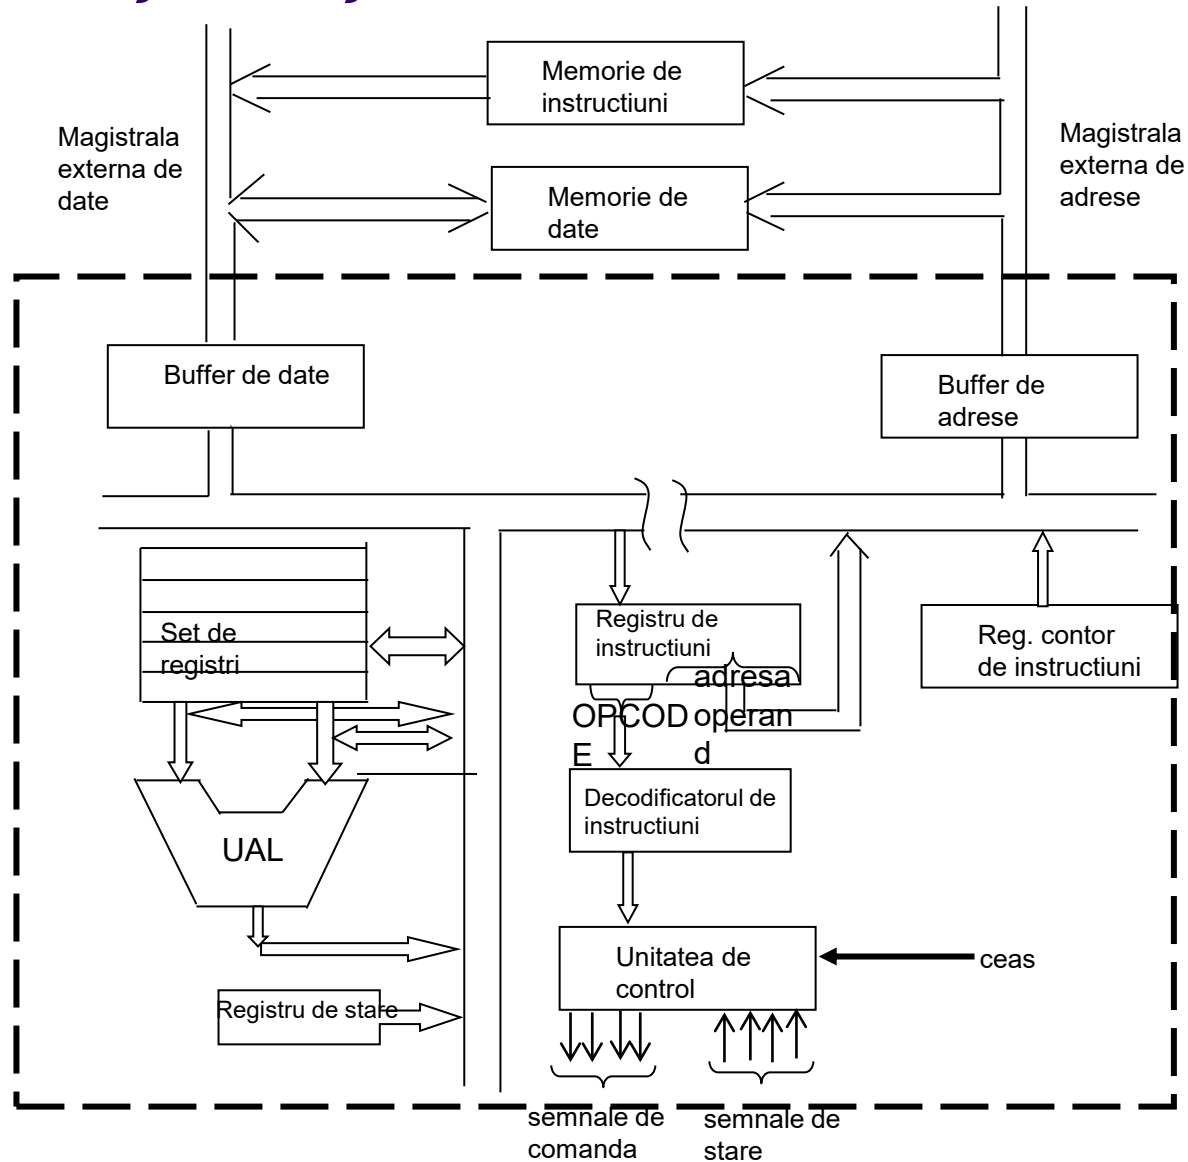 Memorie de
instructiuni
Magistrala
externa de
date
Magistrala
externa de
adrese
Memorie de
date
Buffer de date
Buffer de
adrese
Set de
registri
Registru de
instructiuni
adresa
operan
d
OPCOD
E
Reg. contor
de instructiuni
Decodificatorul de
instructiuni
UAL
Unitatea de
control
ceas
Registru de stare
semnale de
comanda
semnale de
stare